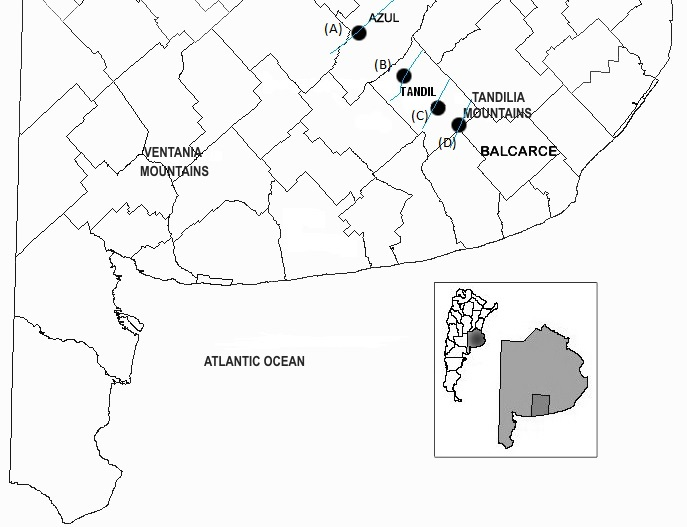 AZUL
(A)
(B)
TANDIL
(C)
TANDILIA
MOUNTAINS
(D)
BALCARCE
VENTANIA
MOUNTAINS
ATLANTIC OCEAN